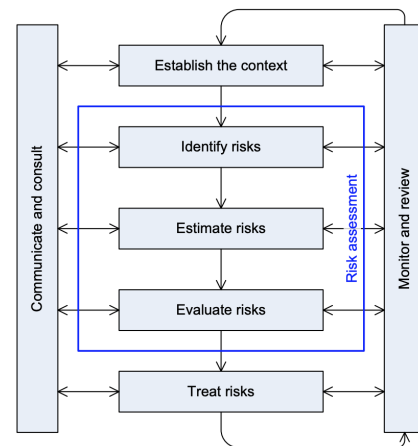 Establish the context
Identify risks
Estimate risks
Evaluate risks
Treat risks
Communicate and consult
Risk assessment
Monitor and review